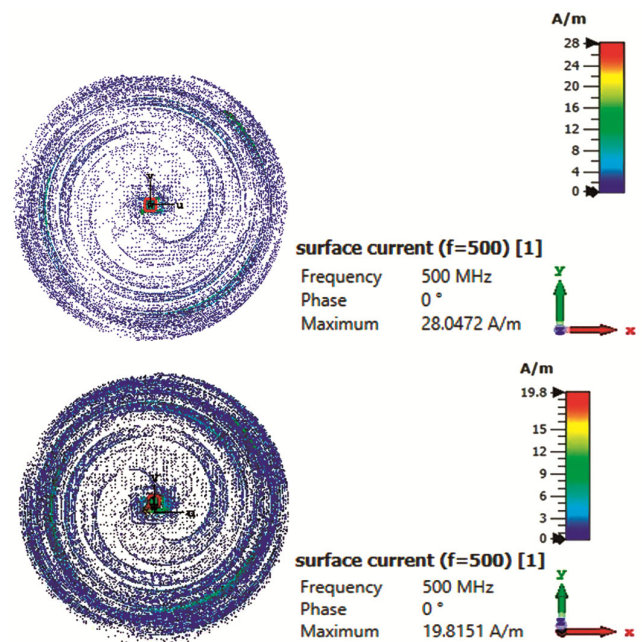 A/m
28
24
20
16
12
8
4
0
y
u
surface current (f=500) [1]
Frequency 500 MHz
Phase 0 °
Maximum 28.0472 A/m
Y
x
A/m
19.8
15
12
9
6
3
0
surface current (f=500) [1]
Frequency 500 MHz
Phase 0 °
Maximum 19.8151 A/m
y
x